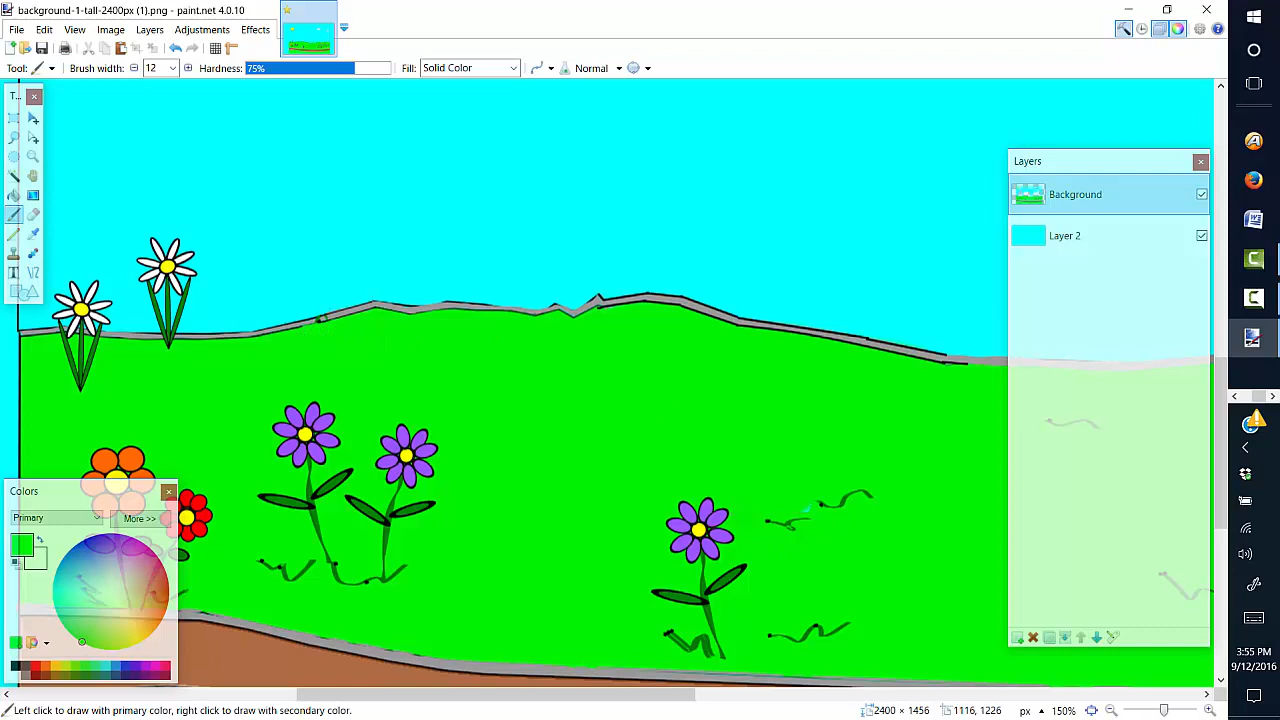 background-1-tall-2400px (1).png - paint.net 4.0.10
File Edit View Image Layers Adjustments Effects
Tool: Brush width: 12 Hardness: 75% Fill: Solid Color Normal
T...
Layers
Background
Layer 2
Colors
Primary More >>
3:55 PM
9/12/2016
Left click to draw with primary color, right click to draw with secondary color. 2400 × 1456 1116, 1226 px 150%